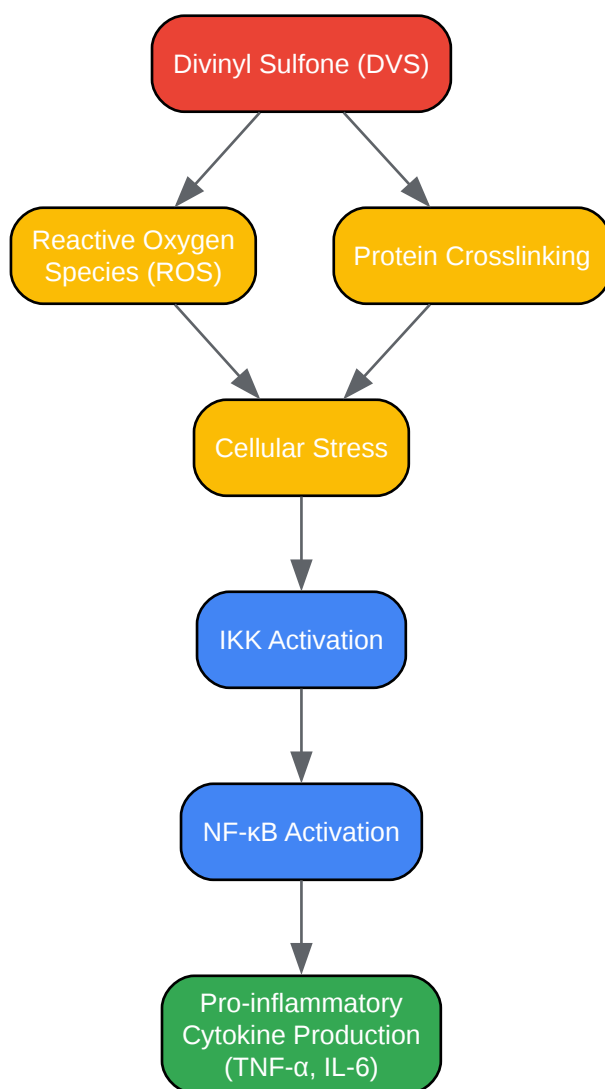 Divinyl Sulfone (DVS)
Reactive Oxygen
Species (ROS)
Protein Crosslinking
Cellular Stress
IKK Activation
NF-κB Activation
Pro-inflammatory
Cytokine Production
(TNF-α, IL-6)